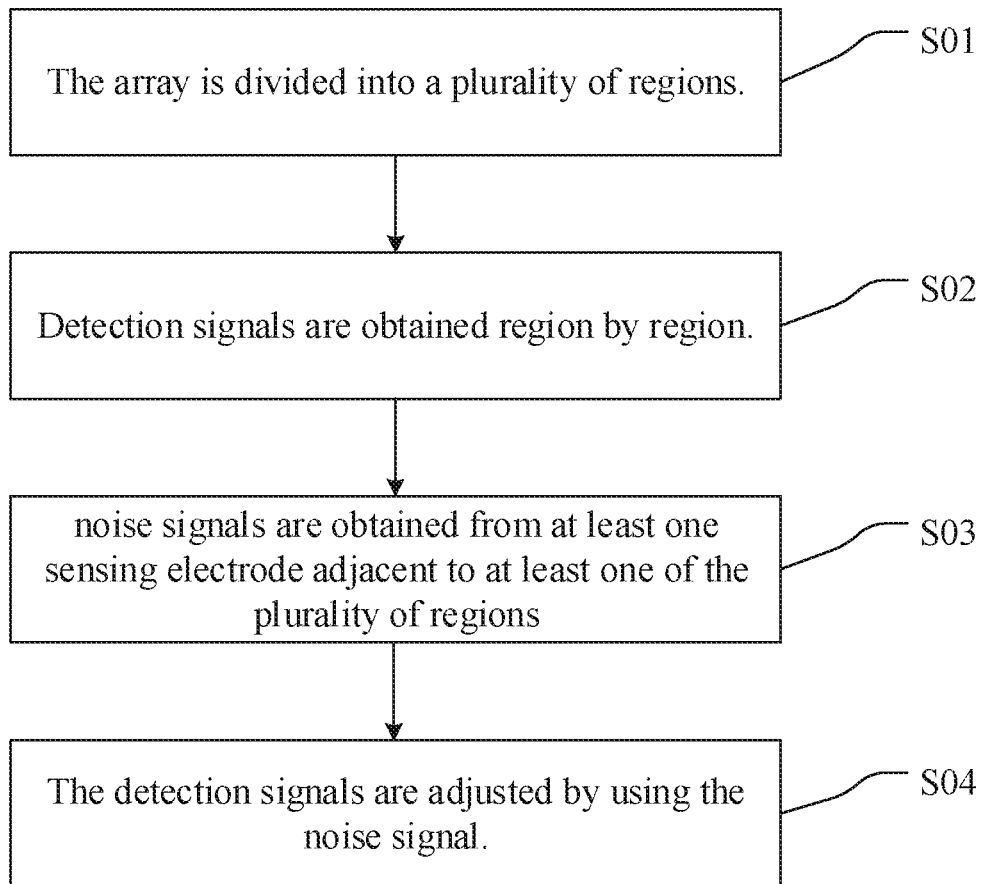 S01
The array is divided into a plurality of regions.
S02
Detection signals are obtained region by region.
S03
noise signals are obtained from at least one
sensing electrode adjacent to at least one of the
plurality of regions
S04
The detection signals are adjusted by using the
noise signal.